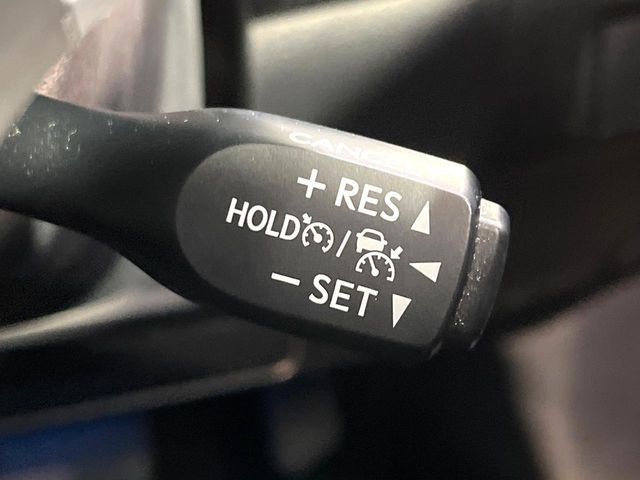 CANCEL
+ RES
HOLD /
− SET